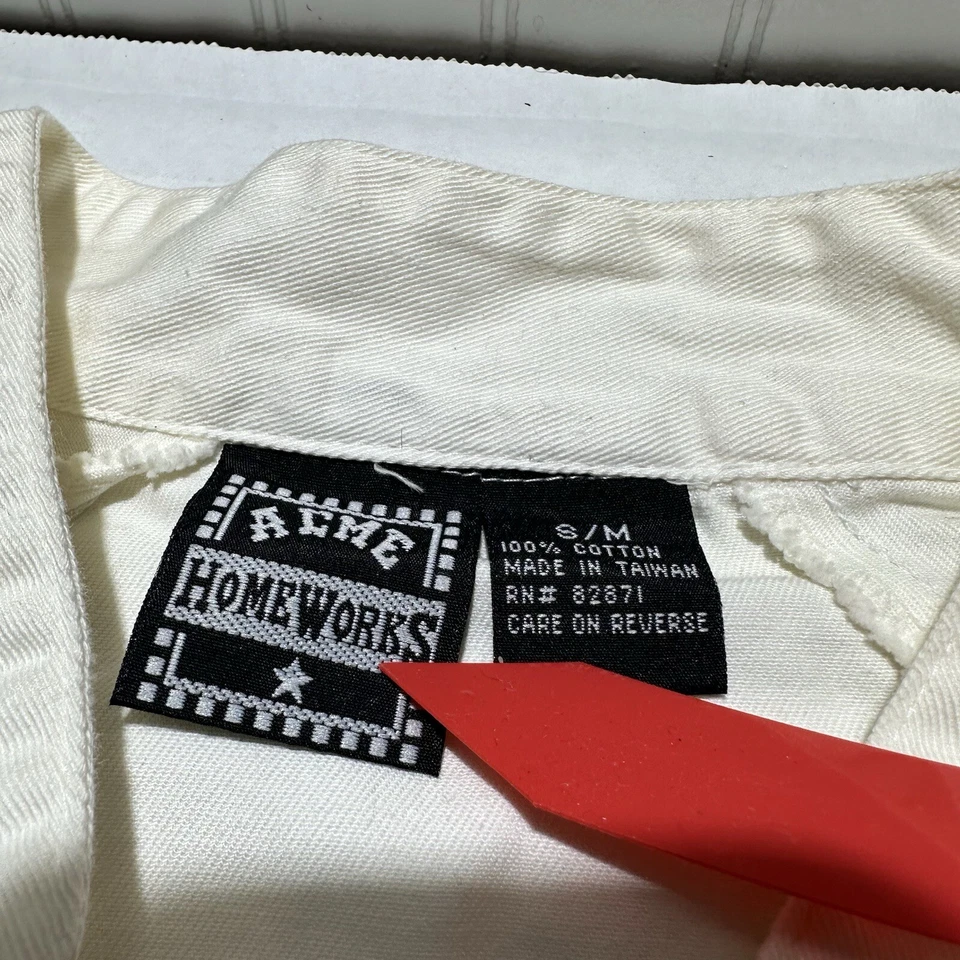 ACME
HOMEWORKS
S/M
100% COTTON
MADE IN TAIWAN
RN# 82871
CARE ON REVERSE